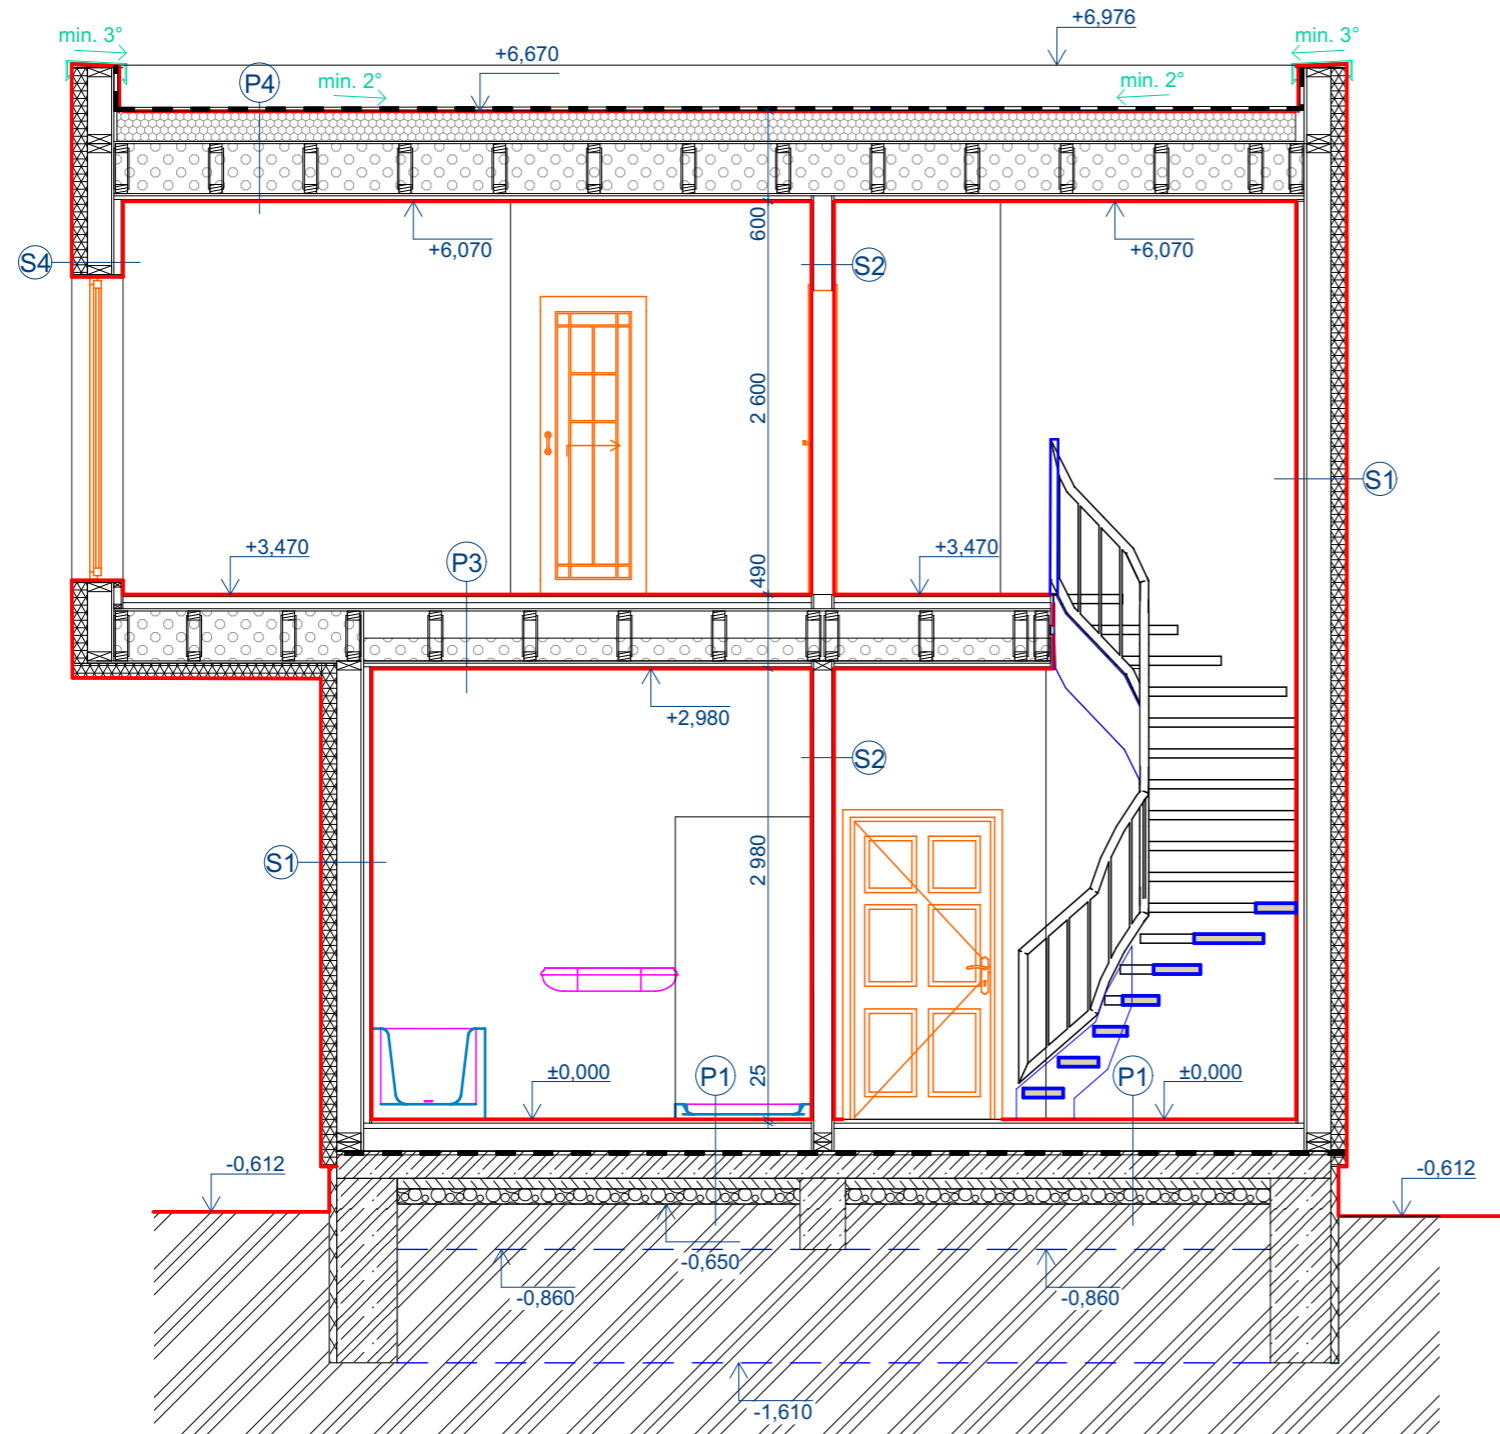 +6,976
min. 3°
min. 3°
+6,670
P4
min. 2°
min. 2°
600
+6,070
+6,070
S4
S2
2 600
S1
+3,470
+3,470
P3
490
+2,980
S2
S1
2 980
±0,000
25
P1
P1
±0,000
-0,612
-0,612
-0,650
-0,860
-0,860
-1,610